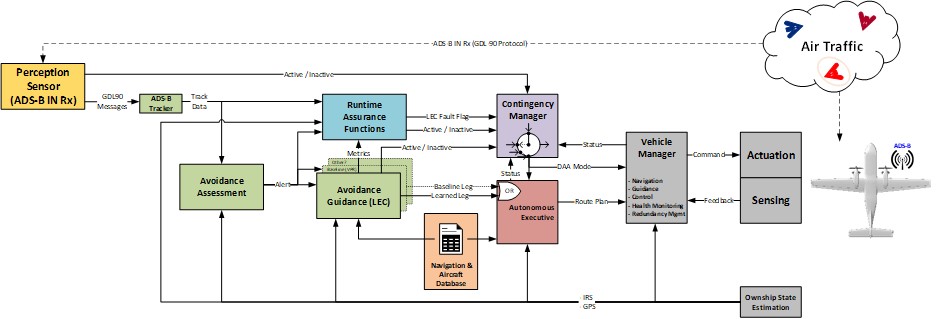 ADS-B IN Rx (GDL-90 Protocol)
Air Traffic
Perception
Sensor
(ADS-B IN Rx)
Active / Inactive
GDL90
Messages
ADS-B
Tracker
Track
Data
Runtime
Assurance
Functions
LEC Fault Flag
Active / Inactive
Contingency
Manager
Metrics
Active / Inactive
Status
Status
DAA Mode
Vehicle
Manager
- Navigation
- Guidance
- Control
- Health Monitoring
- Redundancy Mgmt
Command
Feedback
Actuation
Sensing
ADS-B
Avoidance
Assessment
Alert
Other?
Baseline (VPR)
Avoidance
Guidance (LEC)
Baseline Leg
Learned Leg
OR
Autonomous
Executive
Route Plan
Navigation &
Aircraft
Database
IRS
GPS
Ownship State
Estimation